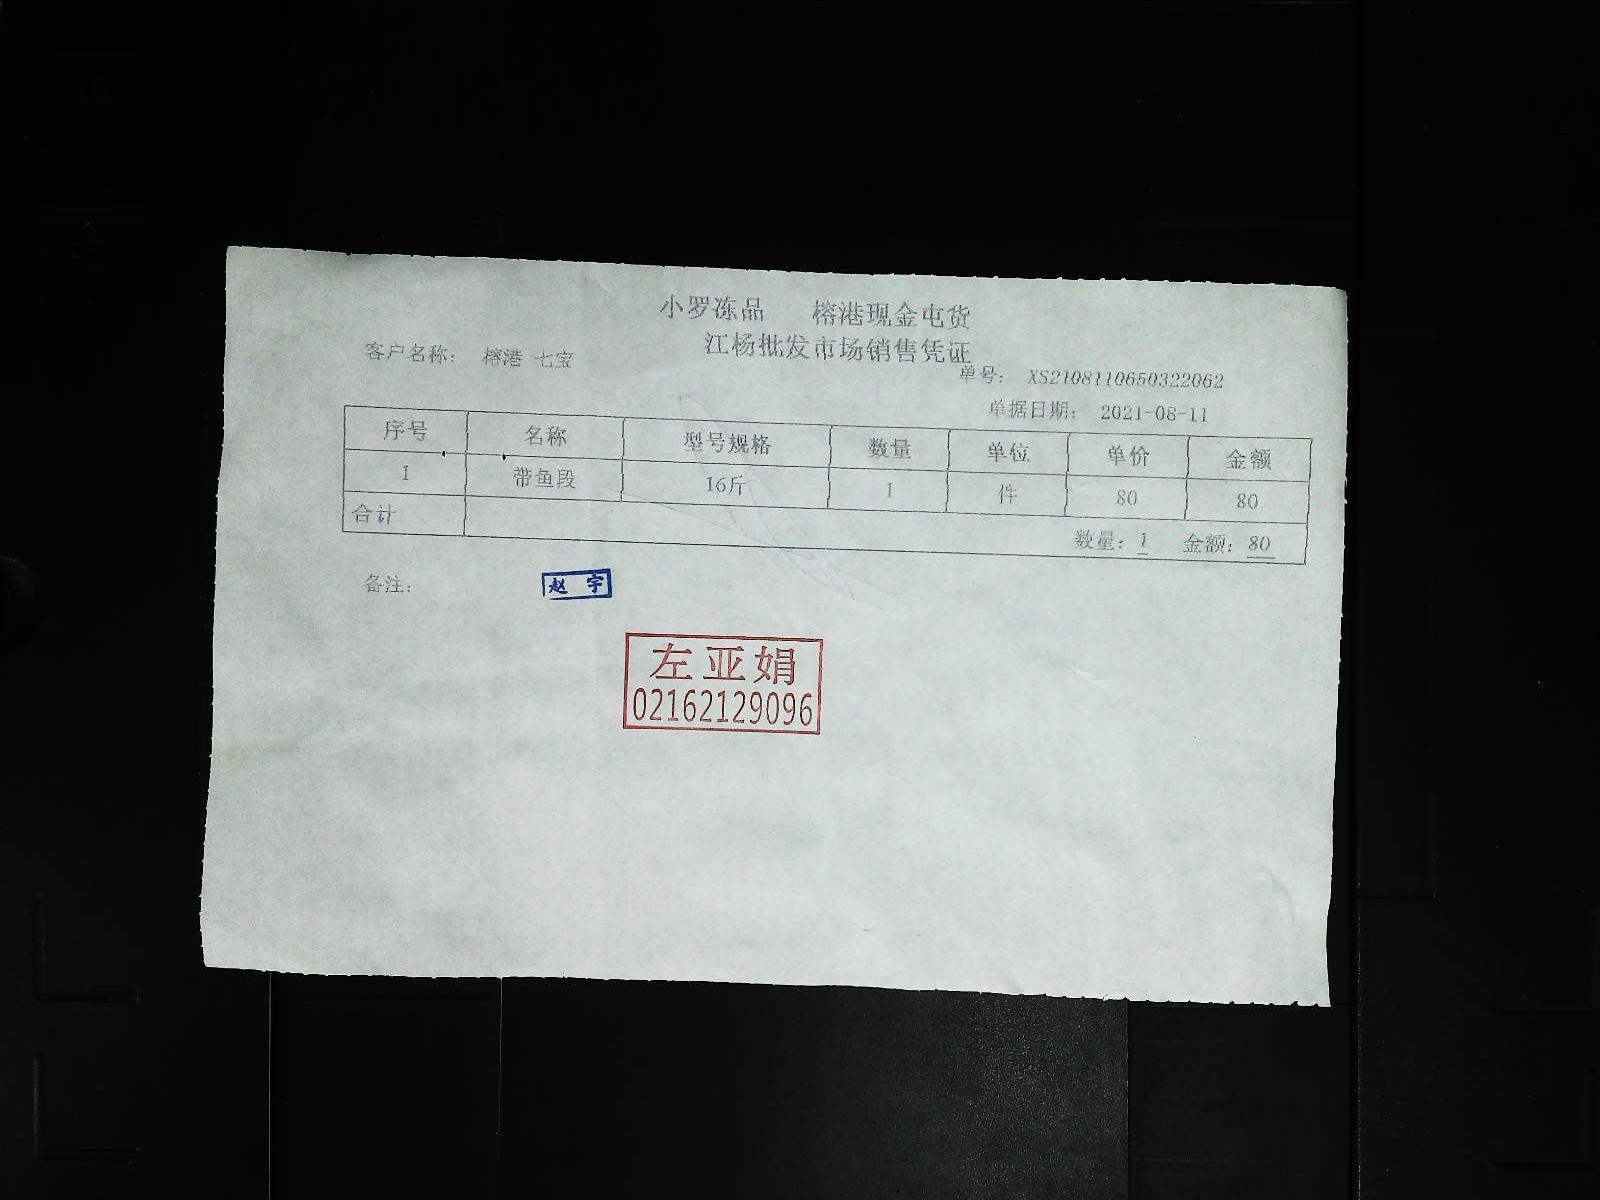 小罗冻品 榕港现金屯货
江杨批发市场销售凭证
客户名称： 榕港 七宝
单号： XS2108110650322062
单据日期： 2021-08-11
序号 名称 型号规格 数量 单位 单价 金额
1 带鱼段 16斤 1 件 80 80
合计 数量：1 金额：80
备注：
赵 宇
左亚娟
02162129096